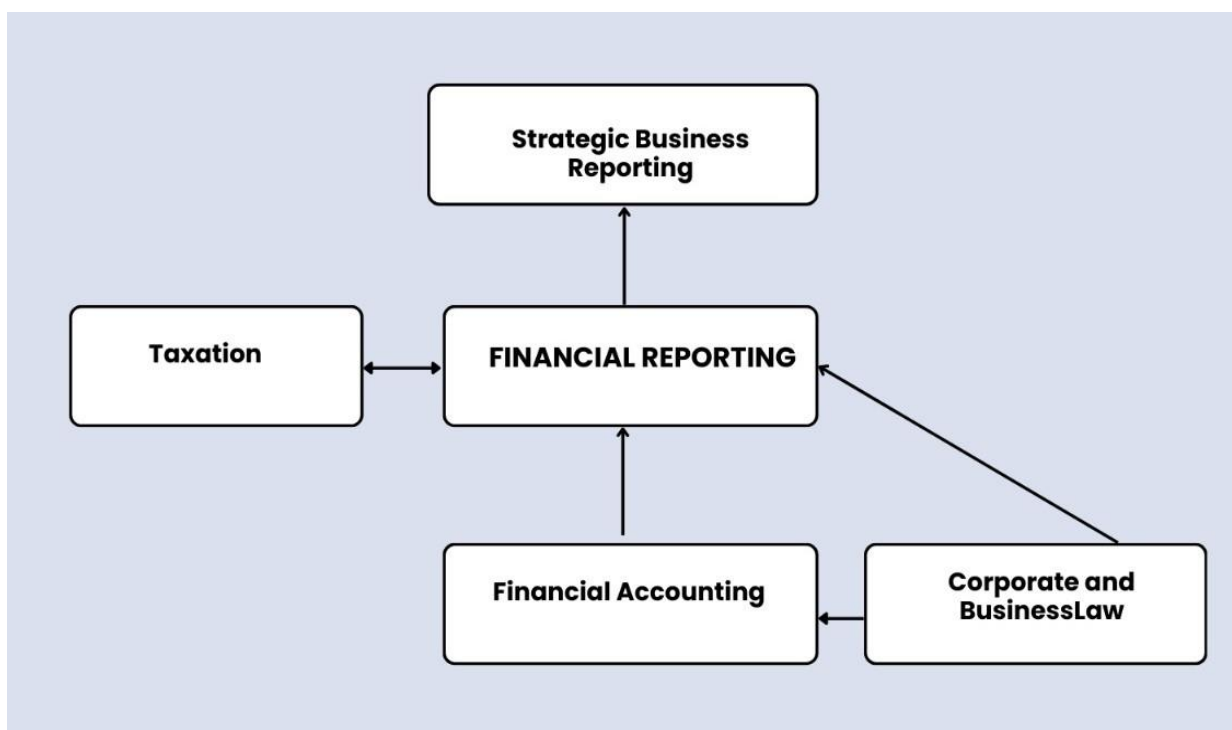 Strategic Business
Reporting
Taxation
FINANCIAL REPORTING
Financial Accounting
Corporate and
BusinessLaw